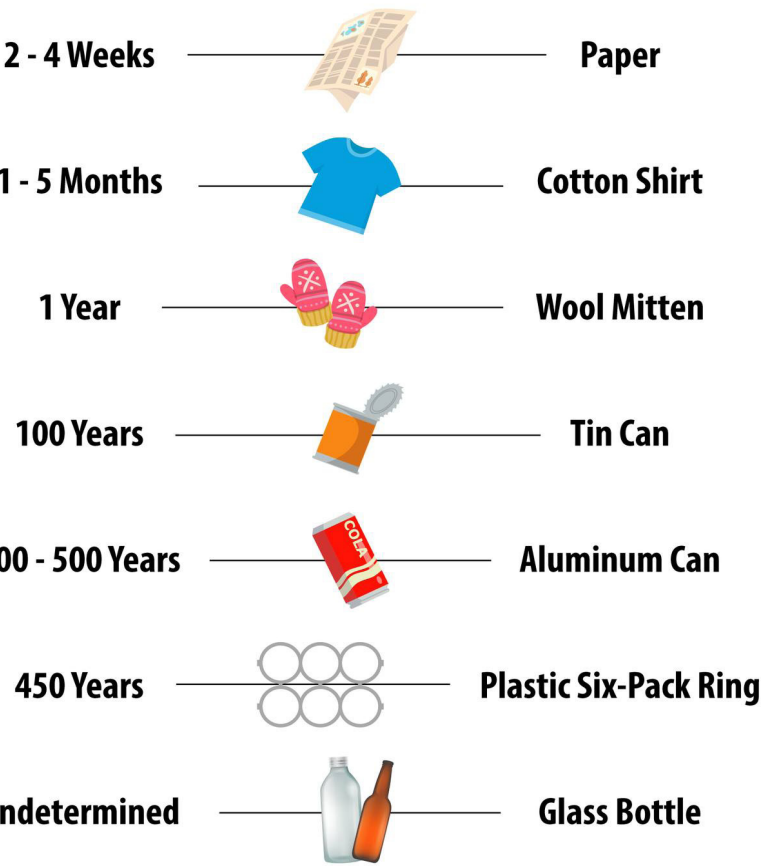 2 - 4 Weeks Paper
1 - 5 Months Cotton Shirt
1 Year Wool Mitten
100 Years Tin Can
00 - 500 Years COLA Aluminum Can
450 Years Plastic Six-Pack Ring
ndetermined Glass Bottle